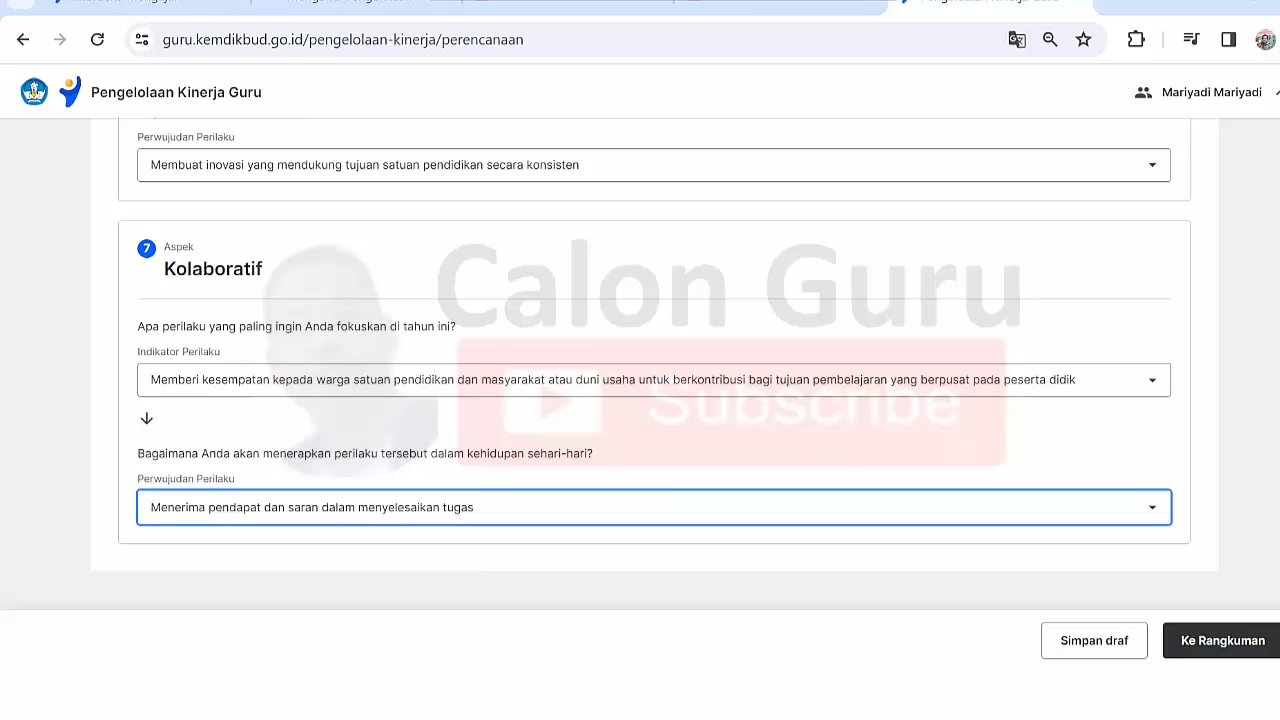 guru.kemdikbud.go.id/pengelolaan-kinerja/perencanaan
Pengelolaan Kinerja Guru
Mariyadi Mariyadi
Perwujudan Perilaku
Membuat inovasi yang mendukung tujuan satuan pendidikan secara konsisten
7
Aspek
Kolaboratif
Calon Guru
Apa perilaku yang paling ingin Anda fokuskan di tahun ini?
Indikator Perilaku
Memberi kesempatan kepada warga satuan pendidikan dan masyarakat atau duni usaha untuk berkontribusi bagi tujuan pembelajaran yang berpusat pada peserta didik
Subscribe
Bagaimana Anda akan menerapkan perilaku tersebut dalam kehidupan sehari-hari?
Perwujudan Perilaku
Menerima pendapat dan saran dalam menyelesaikan tugas
Simpan draf
Ke Rangkuman